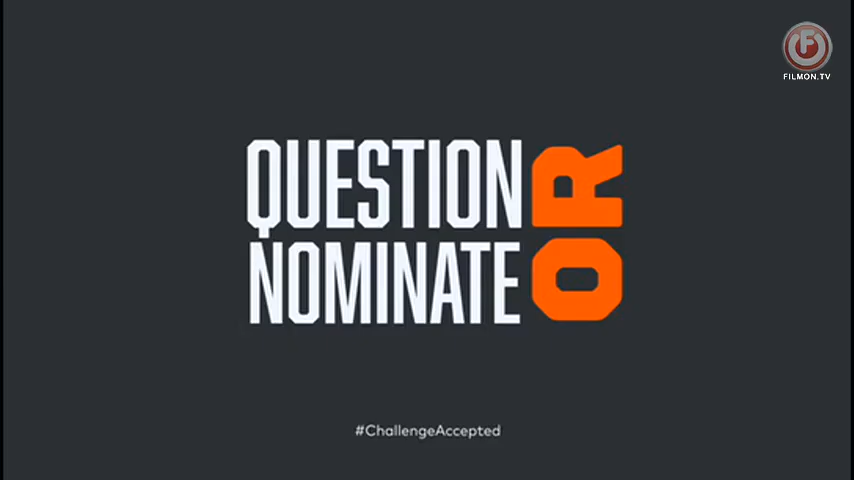 F
FILMON.TV
QUESTION
OR
NOMINATE
#ChallengeAccepted